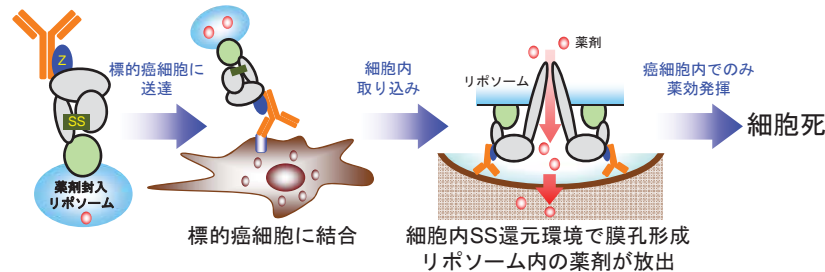 Z
SS
薬剤封入
リポソーム
標的癌細胞に
送達
標的癌細胞に結合
細胞内
取り込み
薬剤
リポソーム
細胞内SS還元環境で膜孔形成
リポソーム内の薬剤が放出
癌細胞内でのみ
薬効発揮
細胞死